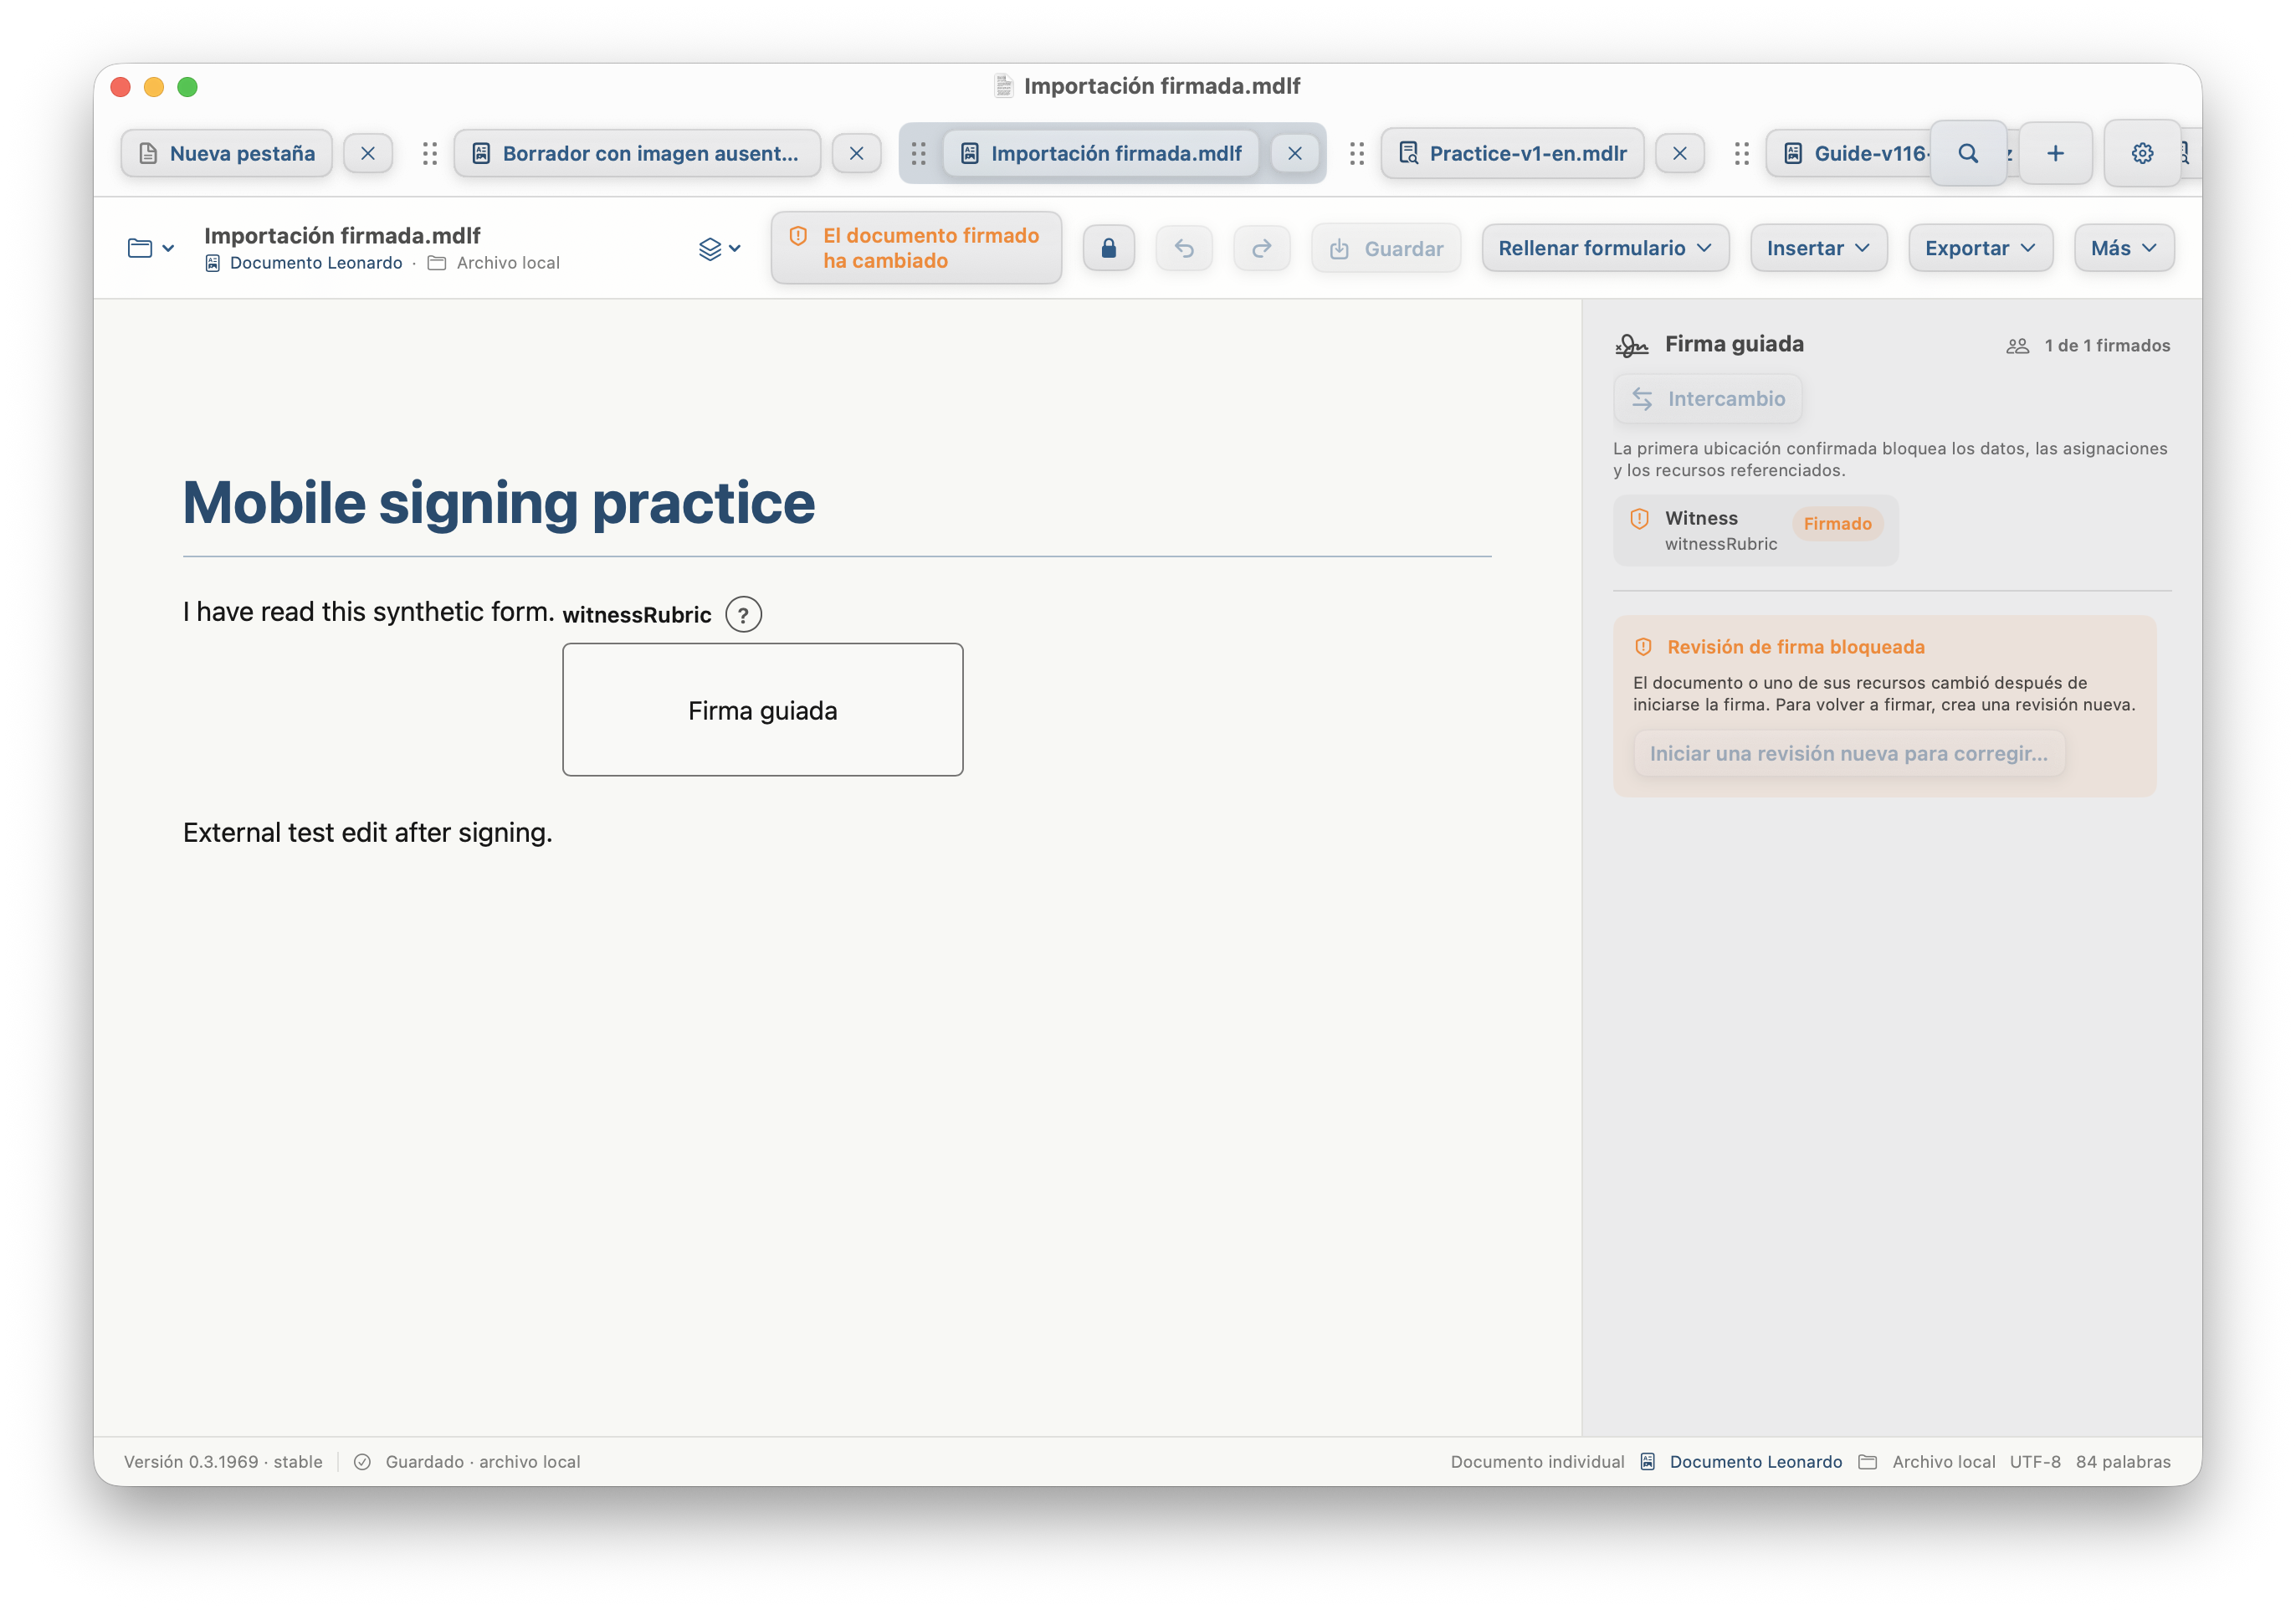 Importación firmada.mdlf
Nueva pestaña
Borrador con imagen ausent...
Importación firmada.mdlf
Practice-v1-en.mdlr
Guide-v116-
Importación firmada.mdlf
Documento Leonardo · Archivo local
El documento firmado
ha cambiado
Guardar
Rellenar formulario
Insertar
Exportar
Más
Mobile signing practice
I have read this synthetic form. witnessRubric ?
Firma guiada
External test edit after signing.
Firma guiada
1 de 1 firmados
Intercambio
La primera ubicación confirmada bloquea los datos, las asignaciones
y los recursos referenciados.
Witness
witnessRubric
Firmado
Revisión de firma bloqueada
El documento o uno de sus recursos cambió después de
iniciarse la firma. Para volver a firmar, crea una revisión nueva.
Iniciar una revisión nueva para corregir...
Versión 0.3.1969 · stable
Guardado · archivo local
Documento individual
Documento Leonardo
Archivo local
UTF-8
84 palabras